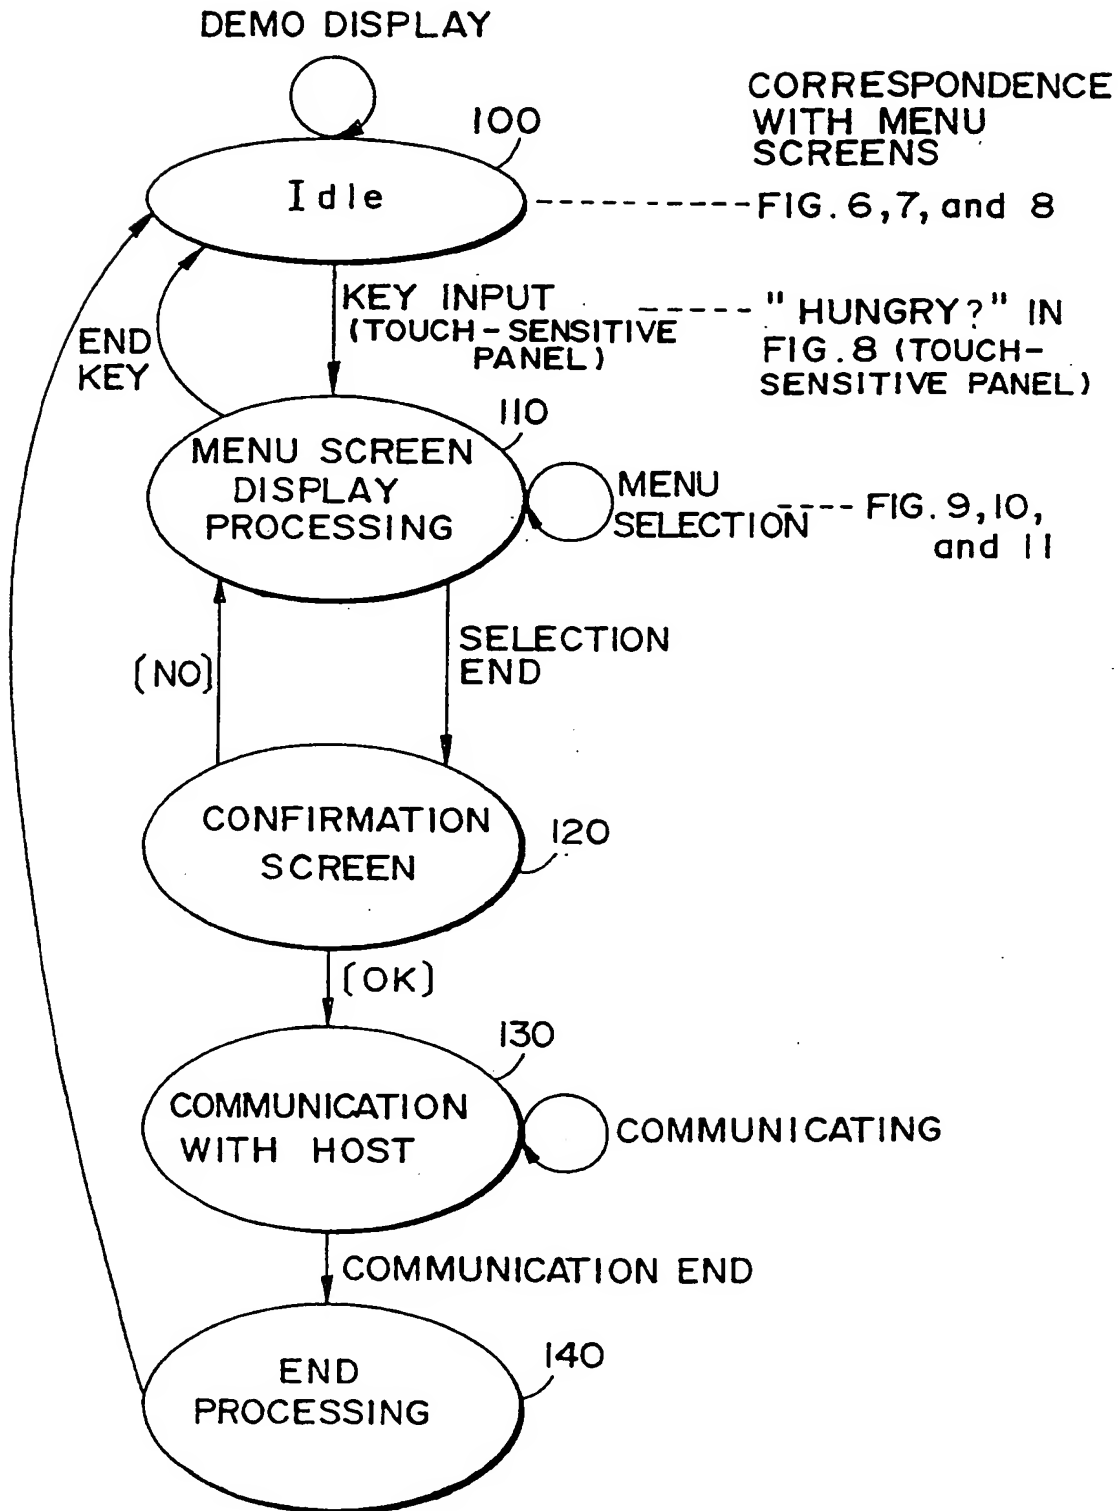 DEMO DISPLAY
CORRESPONDENCE
WITH MENU
SCREENS
100
Idle
FIG. 6, 7, and 8
KEY INPUT
(TOUCH-SENSITIVE
PANEL)
"HUNGRY?" IN
FIG. 8 (TOUCH-
SENSITIVE PANEL)
END
KEY
110
MENU SCREEN
DISPLAY
PROCESSING
MENU
SELECTION
FIG. 9, 10,
and 11
SELECTION
END
[NO]
CONFIRMATION
SCREEN
120
[OK]
130
COMMUNICATION
WITH HOST
COMMUNICATING
COMMUNICATION END
140
END
PROCESSING